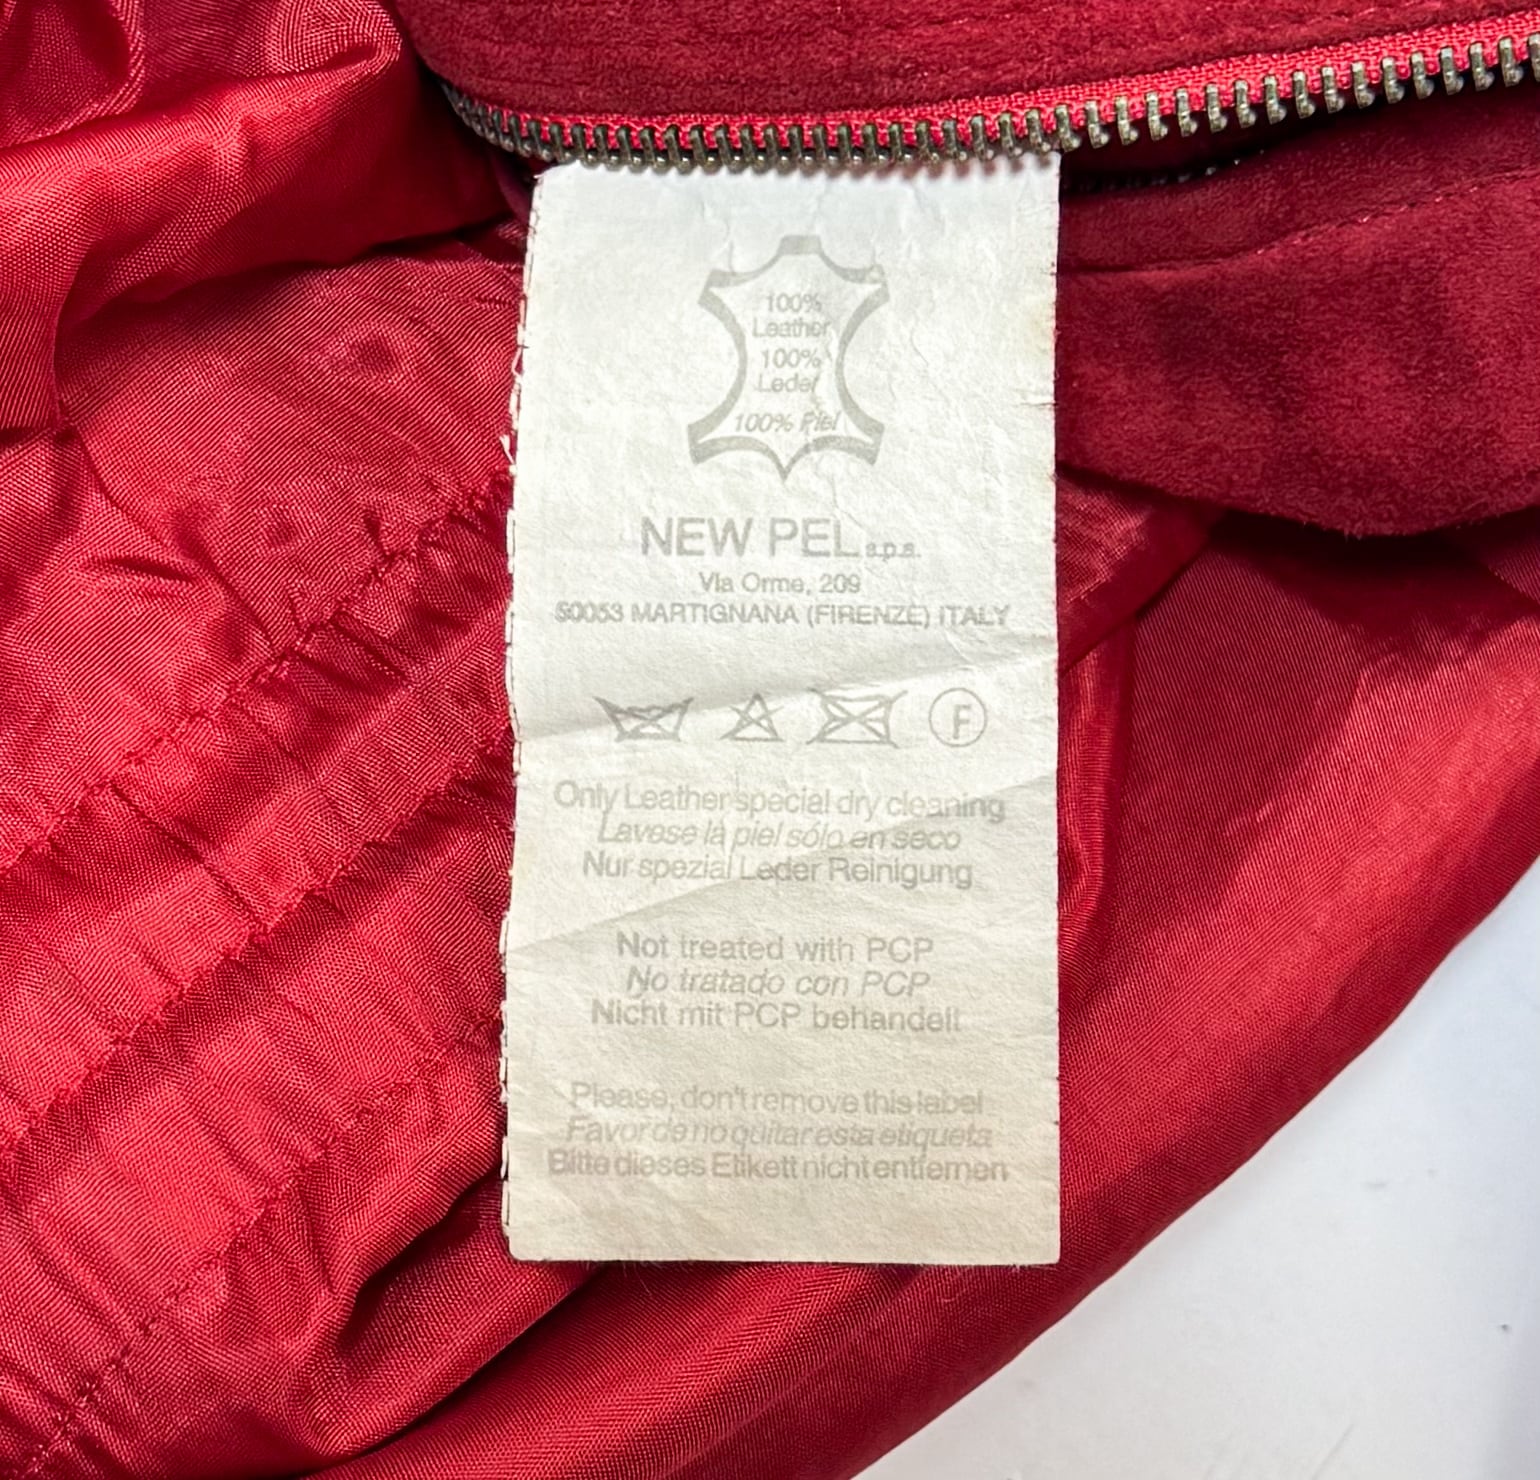 100%
Leather
100%
Leder
100% Piel
NEW PEL s.p.a.
Via Orme, 209
50053 MARTIGNANA (FIRENZE) ITALY
F
Only Leather special dry cleaning
Lavese la piel sólo en seco
Nur spezial Leder Reinigung
Not treated with PCP
No tratado con PCP
Nicht mit PCP behandelt
Please, don't remove this label
Favor de no quitar esta etiqueta
Bitte dieses Etikett nicht entfernen